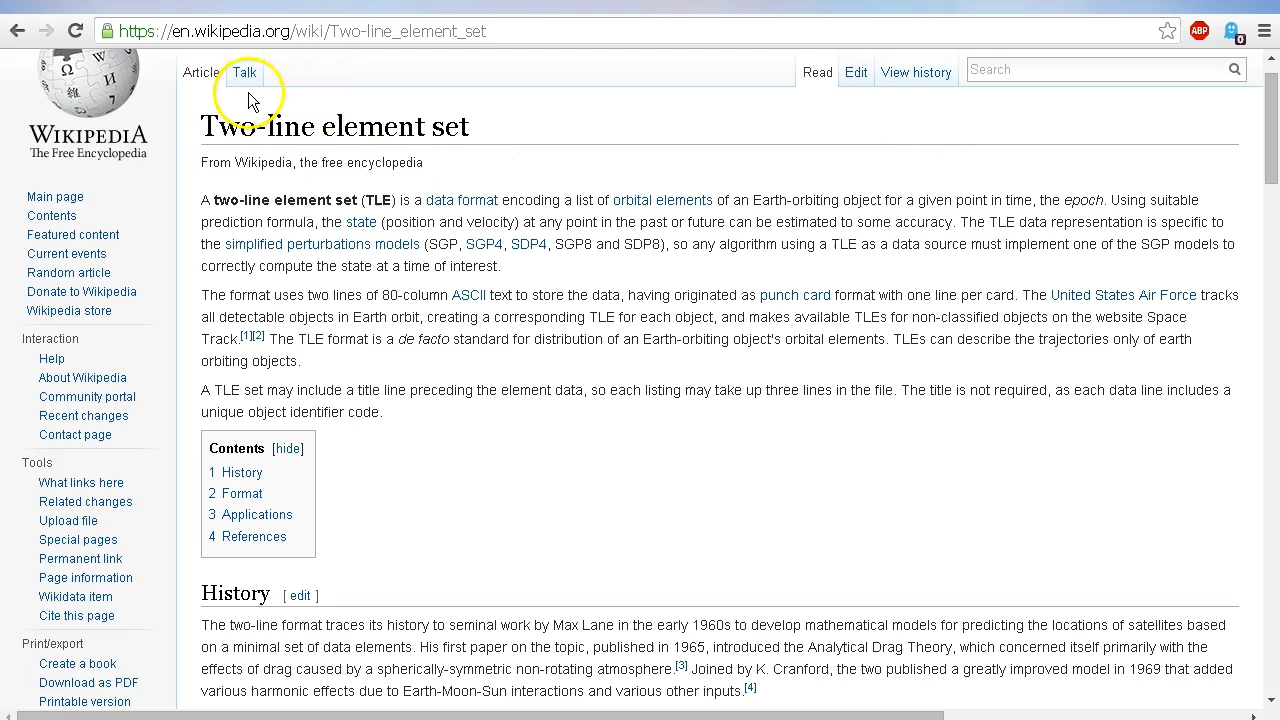 https://en.wikipedia.org/wiki/Two-line_element_set
ABP
0
WIKIPEDIA
The Free Encyclopedia
Main page
Contents
Featured content
Current events
Random article
Donate to Wikipedia
Wikipedia store
Interaction
Help
About Wikipedia
Community portal
Recent changes
Contact page
Tools
What links here
Related changes
Upload file
Special pages
Permanent link
Page information
Wikidata item
Cite this page
Print/export
Create a book
Download as PDF
Printable version
Article Talk Read Edit View history Search
Two-line element set
From Wikipedia, the free encyclopedia
A two-line element set (TLE) is a data format encoding a list of orbital elements of an Earth-orbiting object for a given point in time, the epoch. Using suitable
prediction formula, the state (position and velocity) at any point in the past or future can be estimated to some accuracy. The TLE data representation is specific to
the simplified perturbations models (SGP, SGP4, SDP4, SGP8 and SDP8), so any algorithm using a TLE as a data source must implement one of the SGP models to
correctly compute the state at a time of interest.
The format uses two lines of 80-column ASCII text to store the data, having originated as punch card format with one line per card. The United States Air Force tracks
all detectable objects in Earth orbit, creating a corresponding TLE for each object, and makes available TLEs for non-classified objects on the website Space
Track.[1][2] The TLE format is a de facto standard for distribution of an Earth-orbiting object's orbital elements. TLEs can describe the trajectories only of earth
orbiting objects.
A TLE set may include a title line preceding the element data, so each listing may take up three lines in the file. The title is not required, as each data line includes a
unique object identifier code.
Contents [hide]
1 History
2 Format
3 Applications
4 References
History [ edit ]
The two-line format traces its history to seminal work by Max Lane in the early 1960s to develop mathematical models for predicting the locations of satellites based
on a minimal set of data elements. His first paper on the topic, published in 1965, introduced the Analytical Drag Theory, which concerned itself primarily with the
effects of drag caused by a spherically-symmetric non-rotating atmosphere.[3] Joined by K. Cranford, the two published a greatly improved model in 1969 that added
various harmonic effects due to Earth-Moon-Sun interactions and various other inputs.[4]